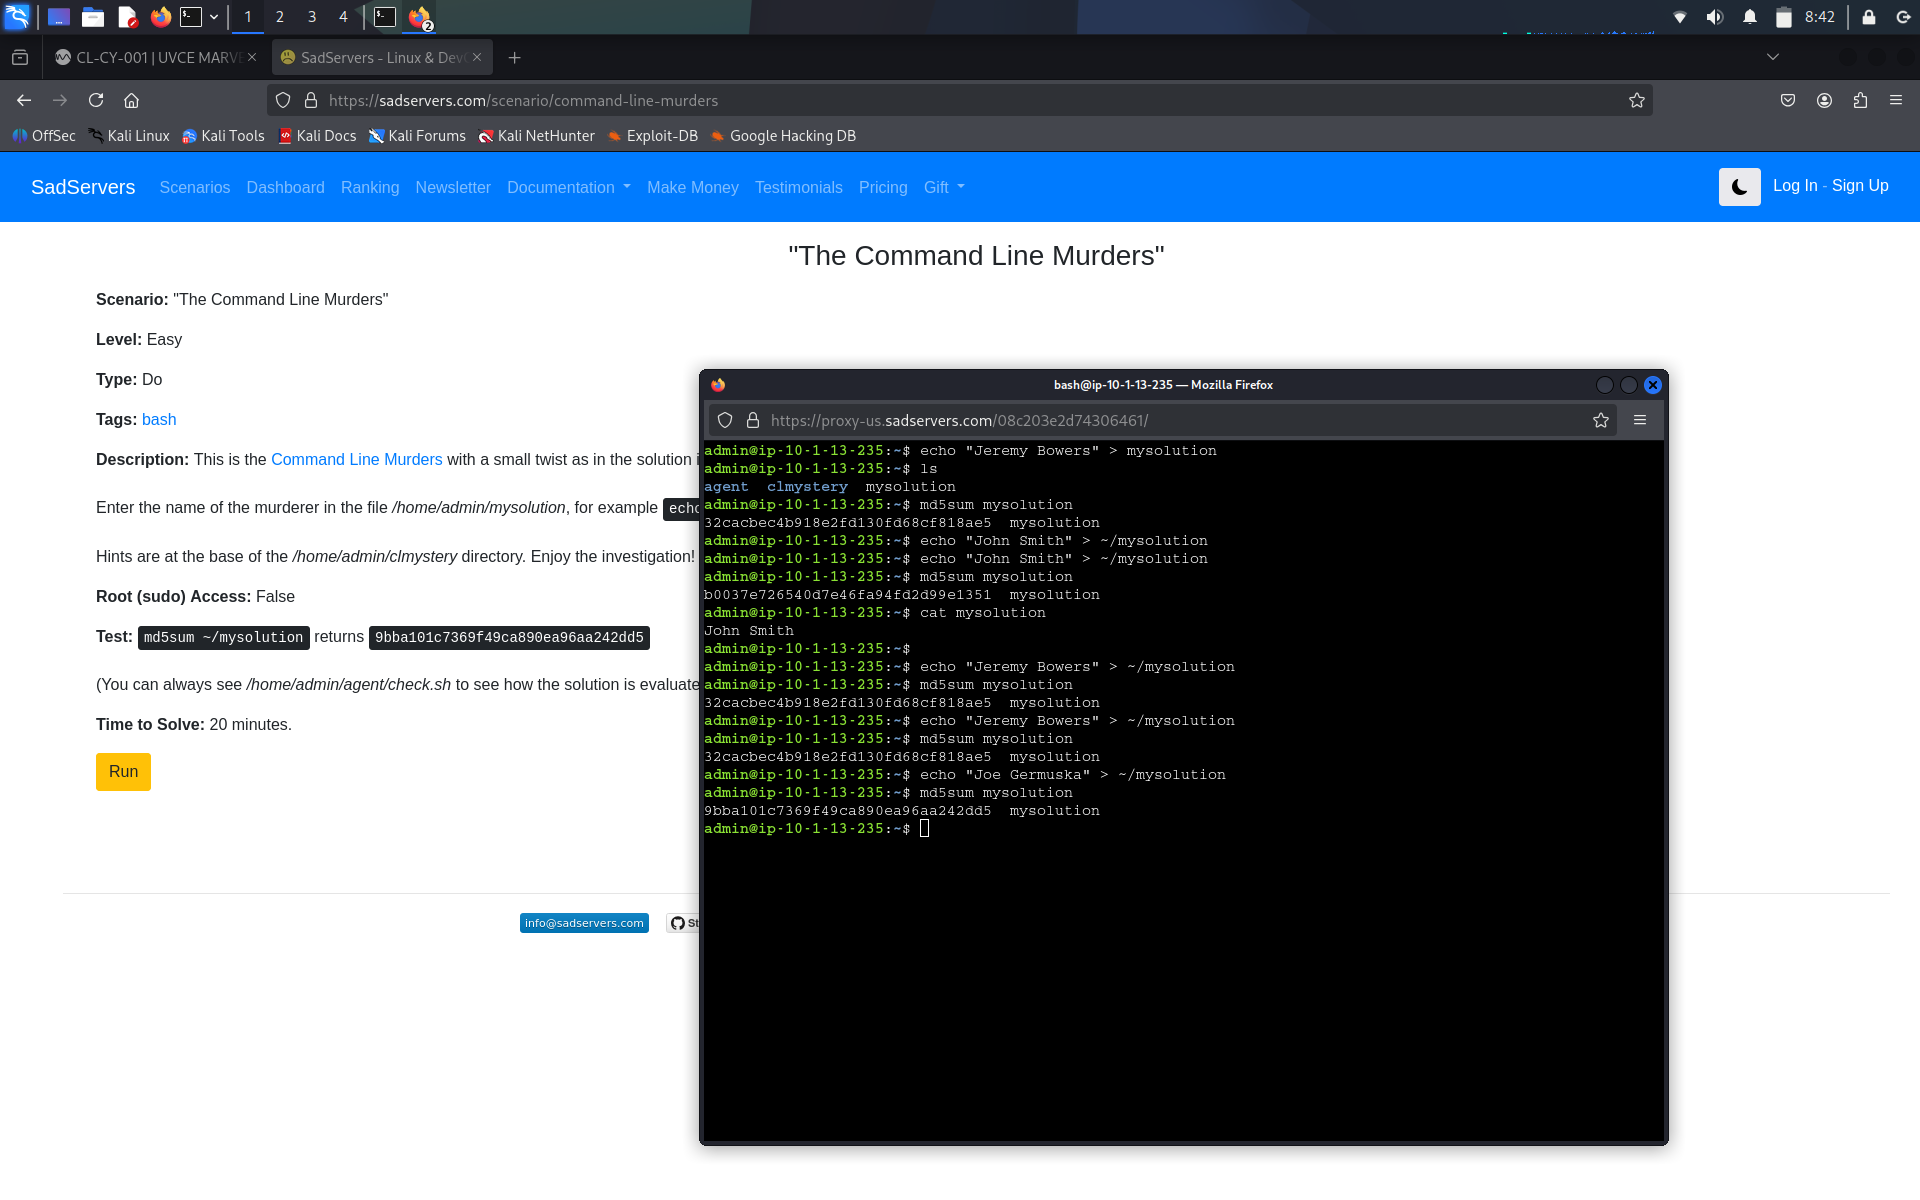 1 2 3 4 2 8:42
CL-CY-001 | UVCE MARVE
SadServers - Linux & Dev
https://sadservers.com/scenario/command-line-murders
OffSec Kali Linux Kali Tools Kali Docs Kali Forums Kali NetHunter Exploit-DB Google Hacking DB
SadServers Scenarios Dashboard Ranking Newsletter Documentation Make Money Testimonials Pricing Gift Log In - Sign Up
"The Command Line Murders"
Scenario: "The Command Line Murders"
Level: Easy
Type: Do
Tags: bash
Description: This is the Command Line Murders with a small twist as in the solution i
Enter the name of the murderer in the file /home/admin/mysolution, for example echo
Hints are at the base of the /home/admin/clmystery directory. Enjoy the investigation!
Root (sudo) Access: False
Test: md5sum ~/mysolution returns 9bba101c7369f49ca890ea96aa242dd5
(You can always see /home/admin/agent/check.sh to see how the solution is evaluate
Time to Solve: 20 minutes.
Run
info@sadservers.com St
bash@ip-10-1-13-235 — Mozilla Firefox
https://proxy-us.sadservers.com/08c203e2d74306461/
admin@ip-10-1-13-235:~$ echo "Jeremy Bowers" > mysolution
admin@ip-10-1-13-235:~$ ls
agent clmystery mysolution
admin@ip-10-1-13-235:~$ md5sum mysolution
32cacbec4b918e2fd130fd68cf818ae5 mysolution
admin@ip-10-1-13-235:~$ echo "John Smith" > ~/mysolution
admin@ip-10-1-13-235:~$ echo "John Smith" > ~/mysolution
admin@ip-10-1-13-235:~$ md5sum mysolution
b0037e726540d7e46fa94fd2d99e1351 mysolution
admin@ip-10-1-13-235:~$ cat mysolution
John Smith
admin@ip-10-1-13-235:~$
admin@ip-10-1-13-235:~$ echo "Jeremy Bowers" > ~/mysolution
admin@ip-10-1-13-235:~$ md5sum mysolution
32cacbec4b918e2fd130fd68cf818ae5 mysolution
admin@ip-10-1-13-235:~$ echo "Jeremy Bowers" > ~/mysolution
admin@ip-10-1-13-235:~$ md5sum mysolution
32cacbec4b918e2fd130fd68cf818ae5 mysolution
admin@ip-10-1-13-235:~$ echo "Joe Germuska" > ~/mysolution
admin@ip-10-1-13-235:~$ md5sum mysolution
9bba101c7369f49ca890ea96aa242dd5 mysolution
admin@ip-10-1-13-235:~$